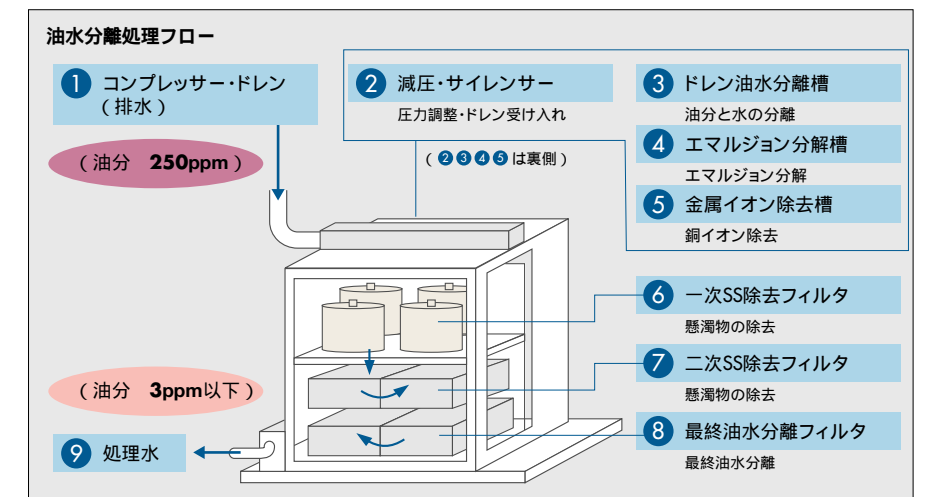 油水分離処理フロー
1 コンプレッサー・ドレン
(排水)
(油分 250ppm)
2 減圧・サイレンサー
圧力調整・ドレン受け入れ
(2345は裏側)
3 ドレン油水分離槽
油分と水の分離
4 エマルジョン分解槽
エマルジョン分解
5 金属イオン除去槽
銅イオン除去
6 一次SS除去フィルタ
懸濁物の除去
7 二次SS除去フィルタ
懸濁物の除去
8 最終油水分離フィルタ
最終油水分離
(油分 3ppm以下)
9 処理水